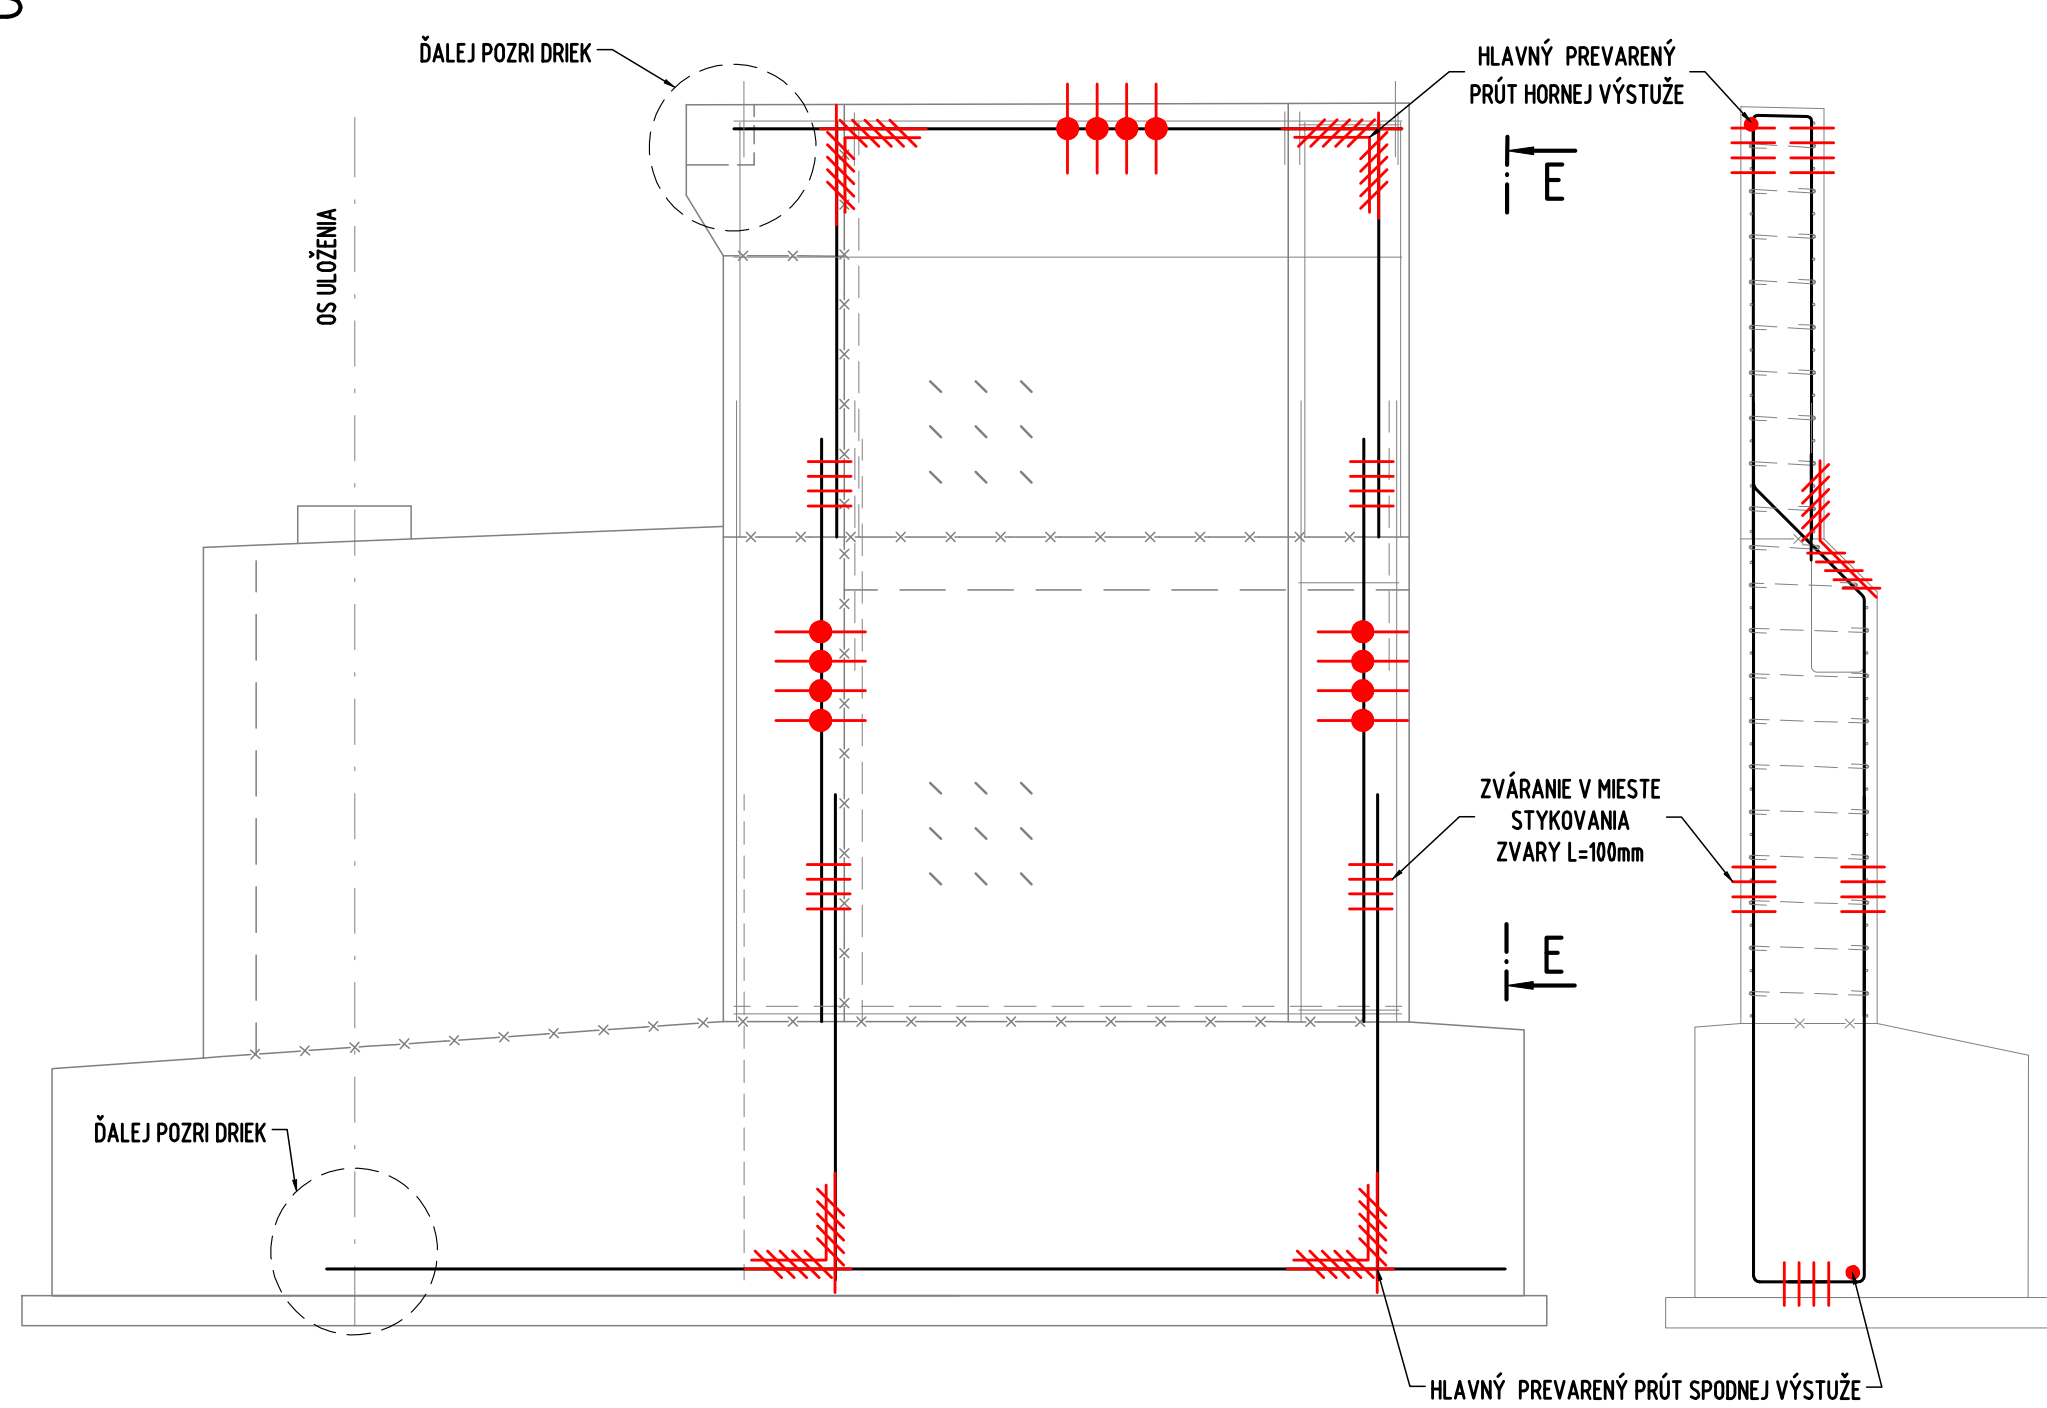 ĎALEJ POZRI DRIEK
HLAVNÝ PREVARENÝ
PRÚT HORNEJ VÝSTUŽE
E
OS ULOŽENIA
ZVÁRANIE V MIESTE
STYKOVANIA
ZVARY L=100mm
E
ĎALEJ POZRI DRIEK
HLAVNÝ PREVARENÝ PRÚT SPODNEJ VÝSTUŽE